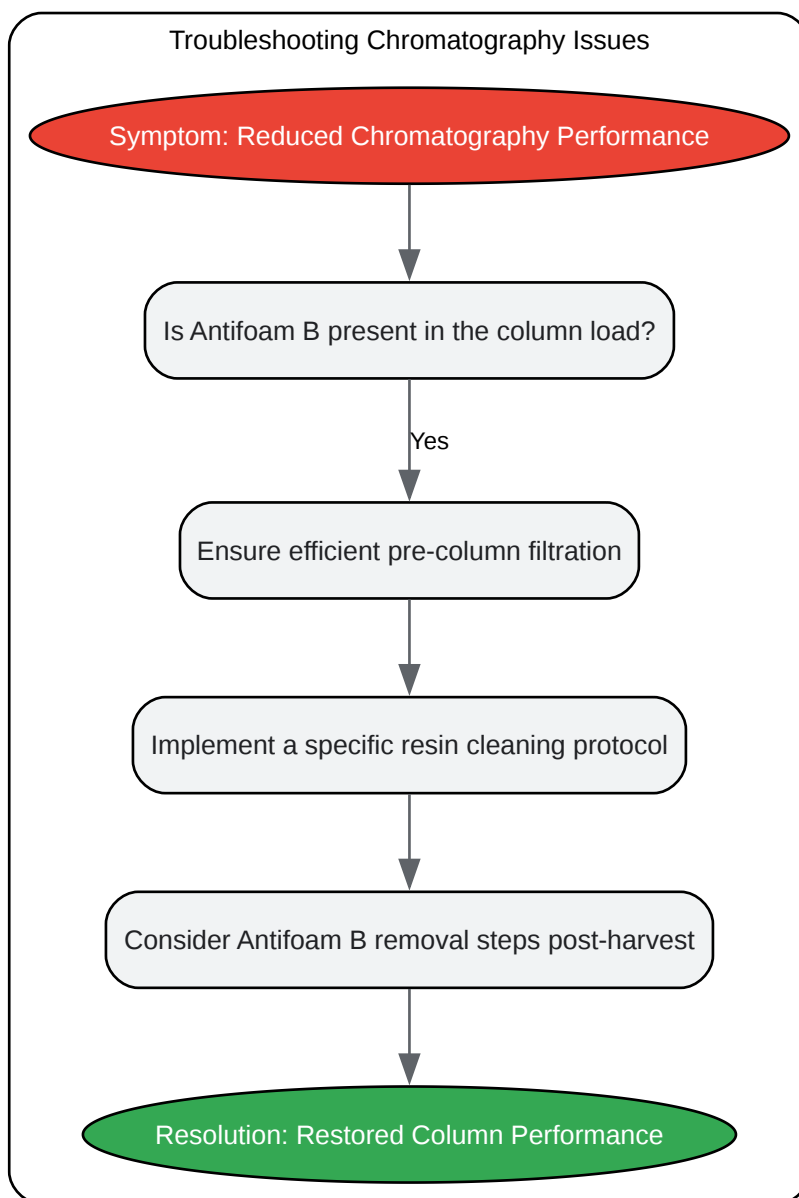 Troubleshooting Chromatography Issues
Symptom: Reduced Chromatography Performance
Is Antifoam B present in the column load?
Yes
Ensure efficient pre-column filtration
Implement a specific resin cleaning protocol
Consider Antifoam B removal steps post-harvest
Resolution: Restored Column Performance